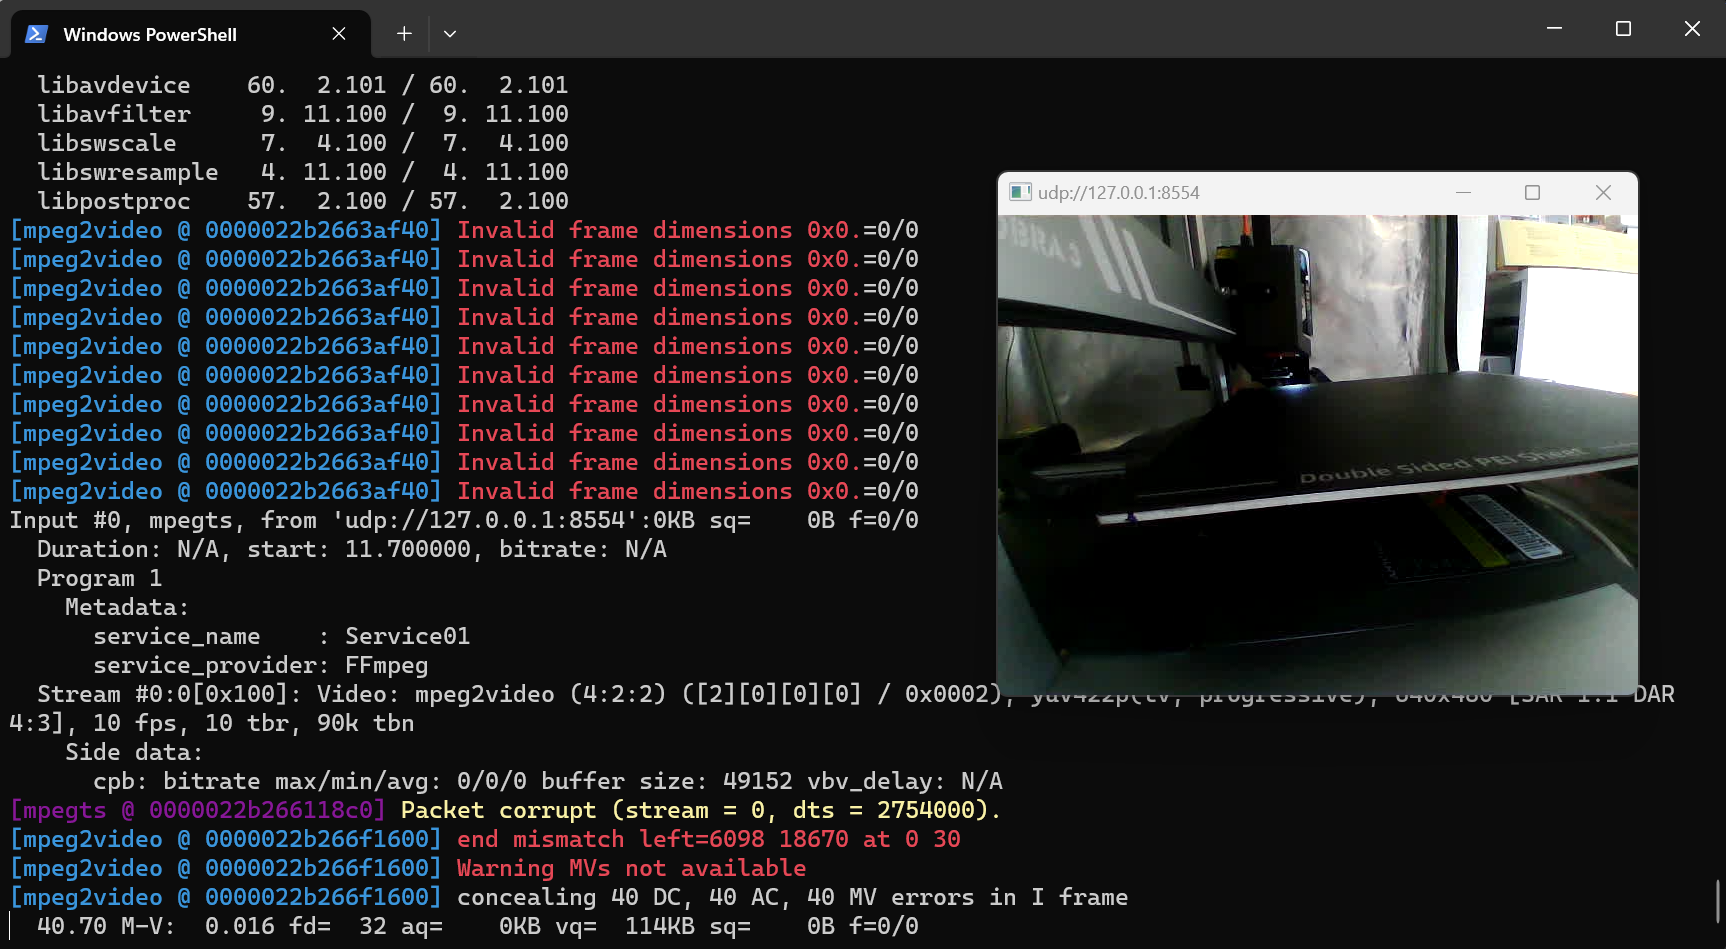 Windows PowerShell
libavdevice    60.  2.101 / 60.  2.101
libavfilter     9. 11.100 /  9. 11.100
libswscale      7.  4.100 /  7.  4.100
libswresample   4. 11.100 /  4. 11.100
libpostproc    57.  2.100 / 57.  2.100
[mpeg2video @ 0000022b2663af40] Invalid frame dimensions 0x0.=0/0
[mpeg2video @ 0000022b2663af40] Invalid frame dimensions 0x0.=0/0
[mpeg2video @ 0000022b2663af40] Invalid frame dimensions 0x0.=0/0
[mpeg2video @ 0000022b2663af40] Invalid frame dimensions 0x0.=0/0
[mpeg2video @ 0000022b2663af40] Invalid frame dimensions 0x0.=0/0
[mpeg2video @ 0000022b2663af40] Invalid frame dimensions 0x0.=0/0
[mpeg2video @ 0000022b2663af40] Invalid frame dimensions 0x0.=0/0
[mpeg2video @ 0000022b2663af40] Invalid frame dimensions 0x0.=0/0
[mpeg2video @ 0000022b2663af40] Invalid frame dimensions 0x0.=0/0
[mpeg2video @ 0000022b2663af40] Invalid frame dimensions 0x0.=0/0
Input #0, mpegts, from 'udp://127.0.0.1:8554':0KB sq=    0B f=0/0
Duration: N/A, start: 11.700000, bitrate: N/A
Program 1
Metadata:
service_name    : Service01
service_provider: FFmpeg
Stream #0:0[0x100]: Video: mpeg2video (4:2:2) ([2][0][0][0] / 0x0002), yuv422p(tv, progressive), 640x480 [SAR 1:1 DAR
4:3], 10 fps, 10 tbr, 90k tbn
Side data:
cpb: bitrate max/min/avg: 0/0/0 buffer size: 49152 vbv_delay: N/A
[mpegts @ 0000022b266118c0] Packet corrupt (stream = 0, dts = 2754000).
[mpeg2video @ 0000022b266f1600] end mismatch left=6098 18670 at 0 30
[mpeg2video @ 0000022b266f1600] Warning MVs not available
[mpeg2video @ 0000022b266f1600] concealing 40 DC, 40 AC, 40 MV errors in I frame
40.70 M-V:  0.016 fd=  32 aq=    0KB vq=  114KB sq=    0B f=0/0
udp://127.0.0.1:8554
Double Sided PEI Sheet